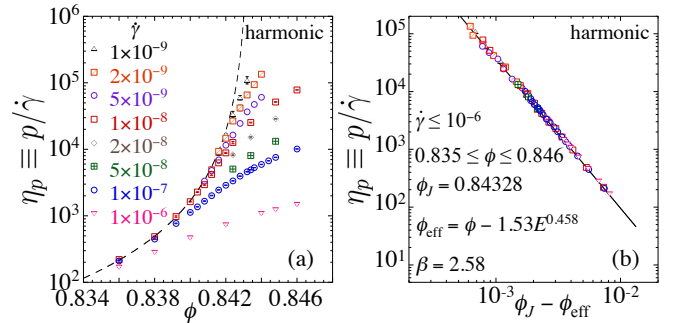 η_p ≡ p/γ̇
10^6
10^5
10^4
10^3
10^2
γ̇
1×10^-9
2×10^-9
5×10^-9
1×10^-8
2×10^-8
5×10^-8
1×10^-7
1×10^-6
harmonic
(a)
0.834 0.838 0.842 0.846
ϕ
η_p ≡ p/γ̇
10^5
10^4
10^3
10^2
10^1
harmonic
γ̇ ≤ 10^-6
0.835 ≤ ϕ ≤ 0.846
ϕ_J = 0.84328
ϕ_eff = ϕ − 1.53E^0.458
β = 2.58
(b)
10^-3 10^-2
ϕ_J − ϕ_eff